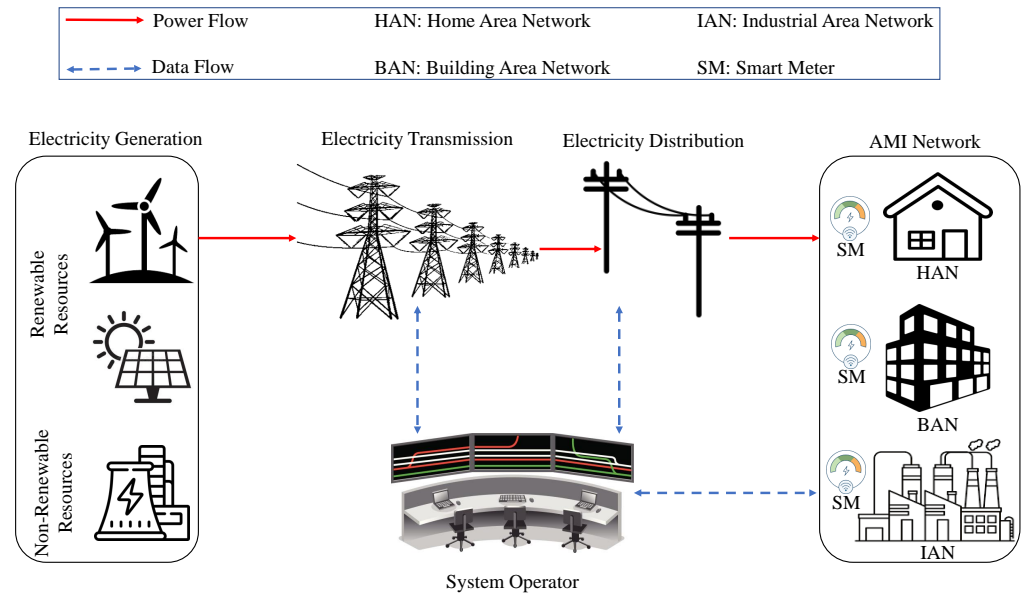 Power Flow
HAN: Home Area Network
IAN: Industrial Area Network
Data Flow
BAN: Building Area Network
SM: Smart Meter
Electricity Generation
Electricity Transmission
Electricity Distribution
AMI Network
Renewable
Resources
Non-Renewable
Resources
SM
HAN
SM
BAN
SM
IAN
System Operator